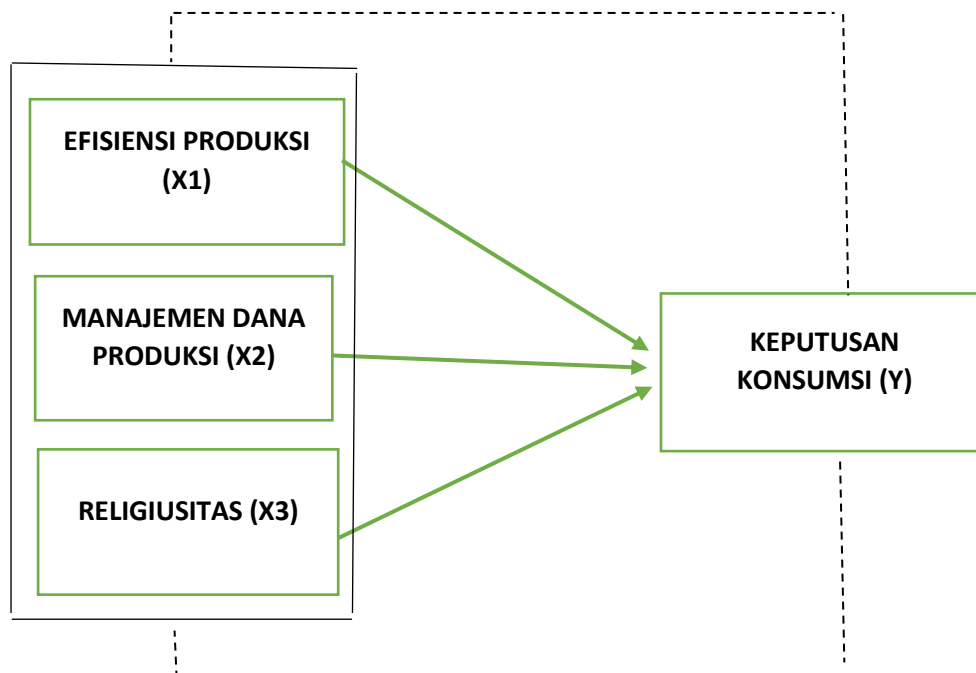 EFISIENSI PRODUKSI
(X1)
MANAJEMEN DANA
PRODUKSI (X2)
RELIGIUSITAS (X3)
KEPUTUSAN
KONSUMSI (Y)